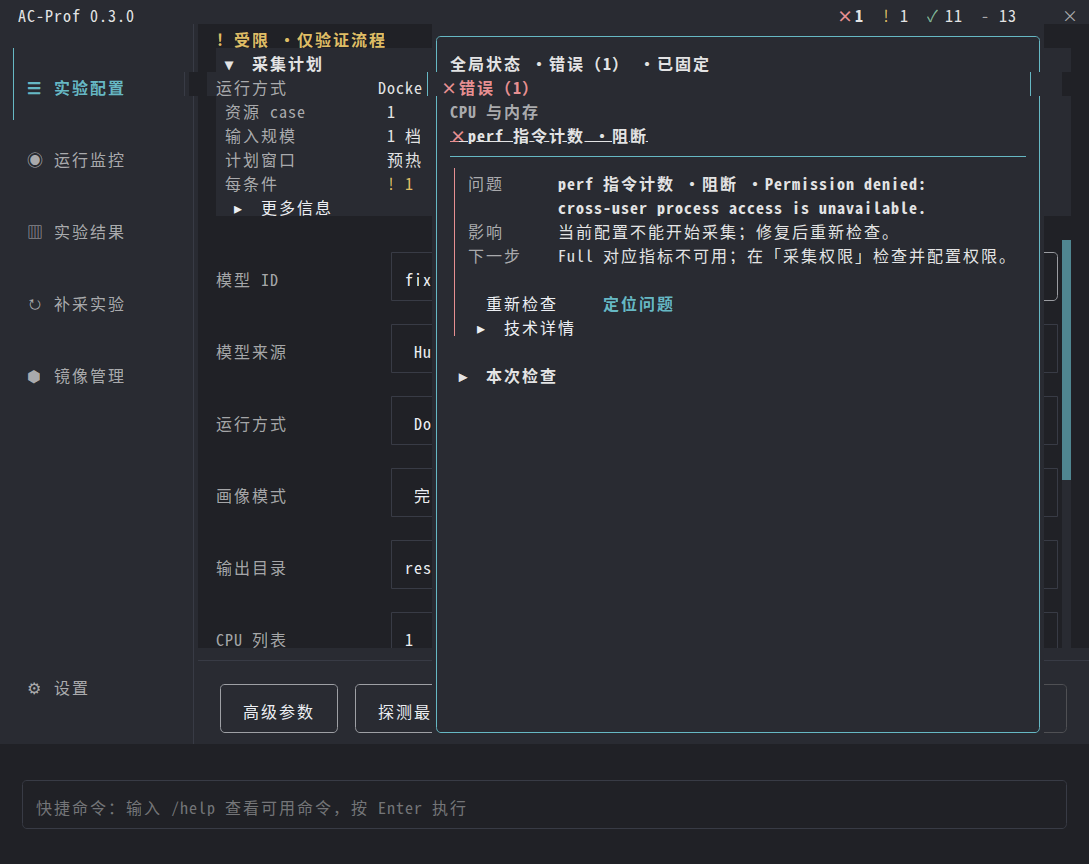 AC-Prof 0.3.0
✕1 ! 1 ✓ 11 - 13 ✕
☰ 实验配置
◉ 运行监控
▥ 实验结果
↻ 补采实验
⬢ 镜像管理
⚙ 设置
! 受限 · 仅验证流程
▼ 采集计划
运行方式 Docke
资源 case 1
输入规模 1 档
计划窗口 预热
每条件 ! 1
▶ 更多信息
模型 ID fix
模型来源 Hu
运行方式 Do
画像模式 完
输出目录 res
CPU 列表 1
高级参数 探测最
全局状态 · 错误 (1) · 已固定
✕错误 (1)
CPU 与内存
✕perf 指令计数 · 阻断
问题 perf 指令计数 · 阻断 · Permission denied:
cross-user process access is unavailable.
影响 当前配置不能开始采集；修复后重新检查。
下一步 Full 对应指标不可用；在「采集权限」检查并配置权限。
重新检查 定位问题
▶ 技术详情
▶ 本次检查
快捷命令：输入 /help 查看可用命令，按 Enter 执行